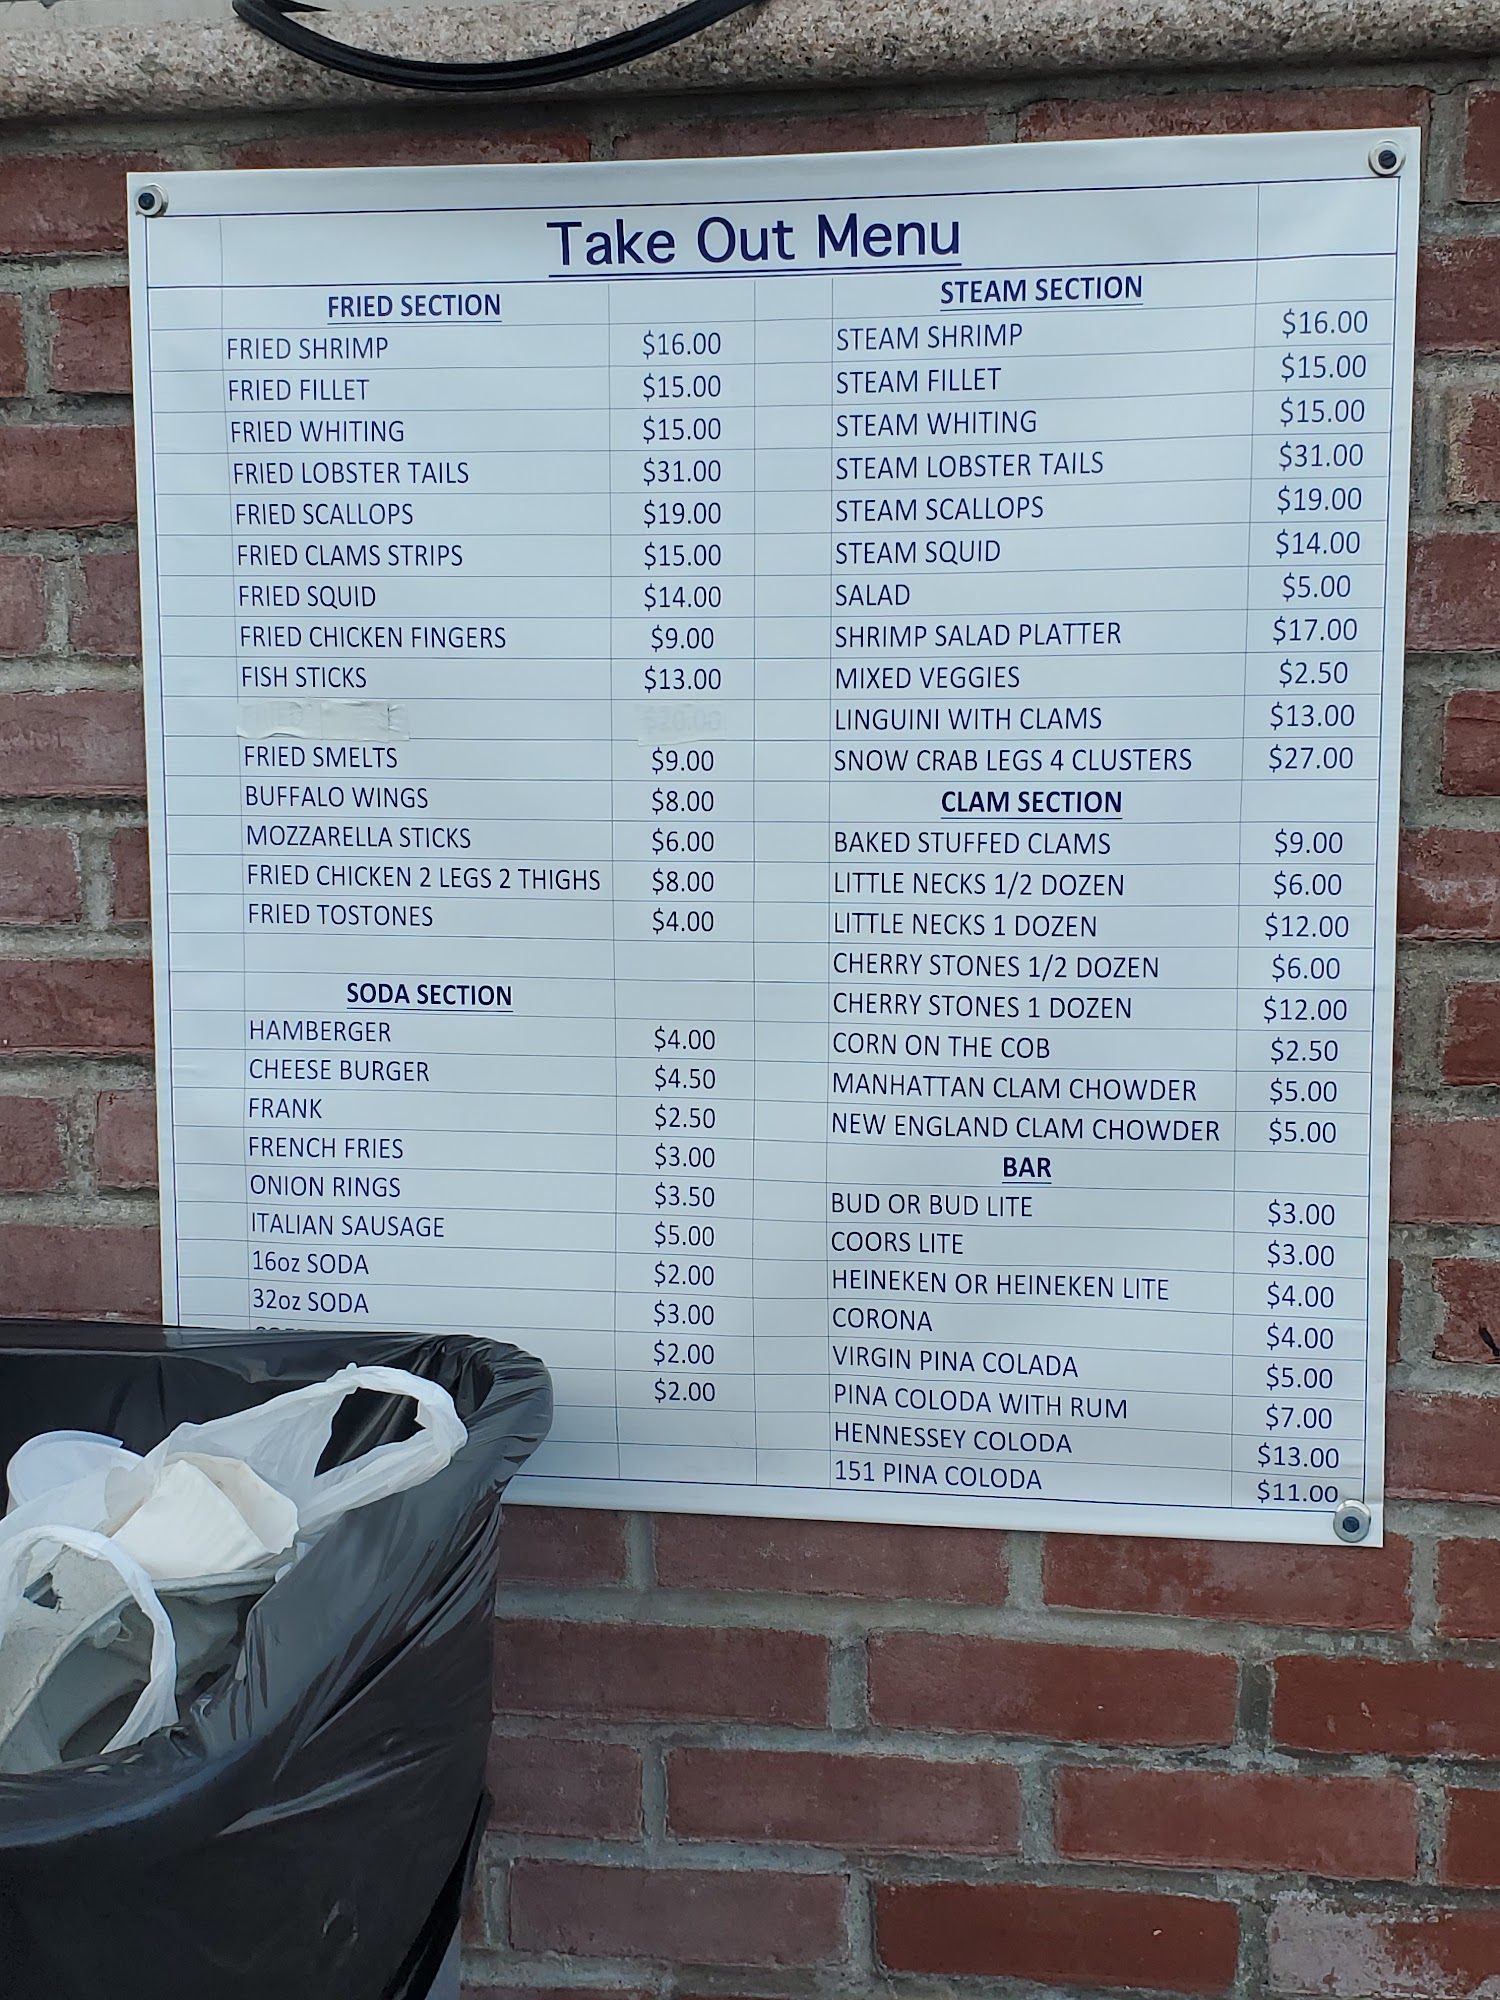 Take Out Menu
FRIED SECTION
FRIED SHRIMP $16.00
FRIED FILLET $15.00
FRIED WHITING $15.00
FRIED LOBSTER TAILS $31.00
FRIED SCALLOPS $19.00
FRIED CLAMS STRIPS $15.00
FRIED SQUID $14.00
FRIED CHICKEN FINGERS $9.00
FISH STICKS $13.00
FRIED SMELTS $9.00
BUFFALO WINGS $8.00
MOZZARELLA STICKS $6.00
FRIED CHICKEN 2 LEGS 2 THIGHS $8.00
FRIED TOSTONES $4.00
SODA SECTION
HAMBERGER $4.00
CHEESE BURGER $4.50
FRANK $2.50
FRENCH FRIES $3.00
ONION RINGS $3.50
ITALIAN SAUSAGE $5.00
16oz SODA $2.00
32oz SODA $3.00
$2.00
$2.00
STEAM SECTION
STEAM SHRIMP $16.00
STEAM FILLET $15.00
STEAM WHITING $15.00
STEAM LOBSTER TAILS $31.00
STEAM SCALLOPS $19.00
STEAM SQUID $14.00
SALAD $5.00
SHRIMP SALAD PLATTER $17.00
MIXED VEGGIES $2.50
LINGUINI WITH CLAMS $13.00
SNOW CRAB LEGS 4 CLUSTERS $27.00
CLAM SECTION
BAKED STUFFED CLAMS $9.00
LITTLE NECKS 1/2 DOZEN $6.00
LITTLE NECKS 1 DOZEN $12.00
CHERRY STONES 1/2 DOZEN $6.00
CHERRY STONES 1 DOZEN $12.00
CORN ON THE COB $2.50
MANHATTAN CLAM CHOWDER $5.00
NEW ENGLAND CLAM CHOWDER $5.00
BAR
BUD OR BUD LITE $3.00
COORS LITE $3.00
HEINEKEN OR HEINEKEN LITE $4.00
CORONA $4.00
VIRGIN PINA COLADA $5.00
PINA COLODA WITH RUM $7.00
HENNESSEY COLODA $13.00
151 PINA COLODA $11.00